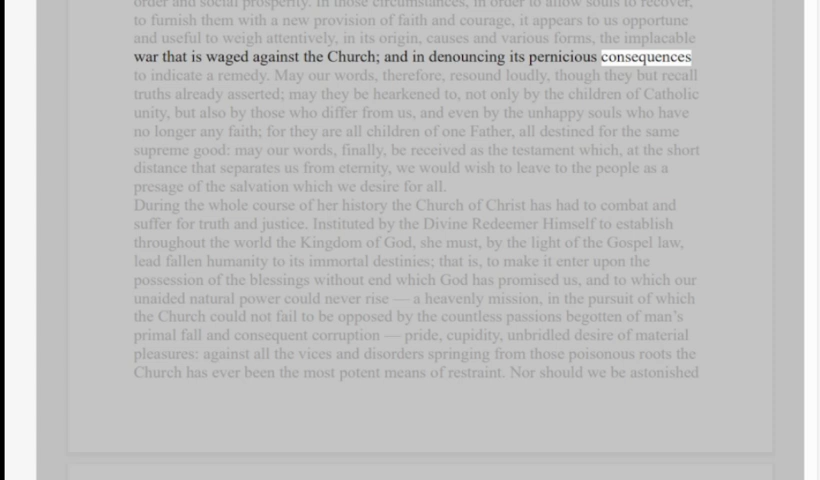 order and social prosperity. In those circumstances, in order to allow souls to recover,
to furnish them with a new provision of faith and courage, it appears to us opportune
and useful to weigh attentively, in its origin, causes and various forms, the implacable
war that is waged against the Church; and in denouncing its pernicious consequences
to indicate a remedy. May our words, therefore, resound loudly, though they but recall
truths already asserted; may they be hearkened to, not only by the children of Catholic
unity, but also by those who differ from us, and even by the unhappy souls who have
no longer any faith; for they are all children of one Father, all destined for the same
supreme good: may our words, finally, be received as the testament which, at the short
distance that separates us from eternity, we would wish to leave to the people as a
presage of the salvation which we desire for all.
During the whole course of her history the Church of Christ has had to combat and
suffer for truth and justice. Instituted by the Divine Redeemer Himself to establish
throughout the world the Kingdom of God, she must, by the light of the Gospel law,
lead fallen humanity to its immortal destinies; that is, to make it enter upon the
possession of the blessings without end which God has promised us, and to which our
unaided natural power could never rise — a heavenly mission, in the pursuit of which
the Church could not fail to be opposed by the countless passions begotten of man's
primal fall and consequent corruption — pride, cupidity, unbridled desire of material
pleasures: against all the vices and disorders springing from those poisonous roots the
Church has ever been the most potent means of restraint. Nor should we be astonished